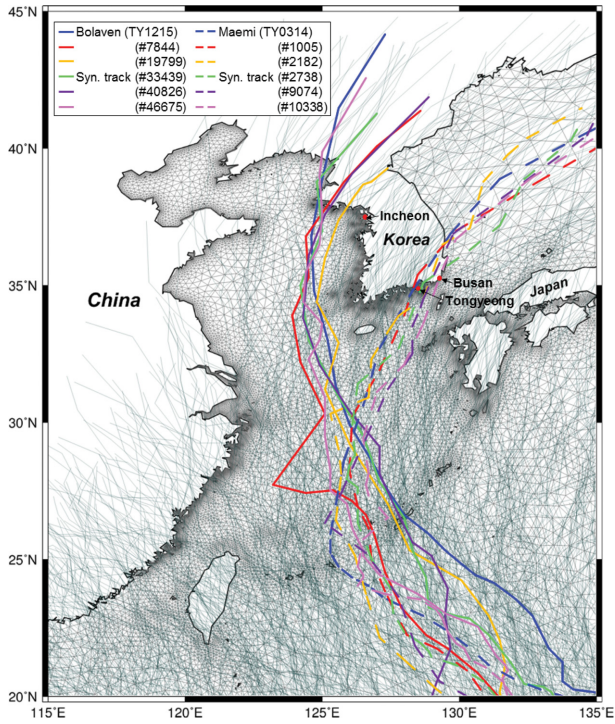 45°N
Bolaven (TY1215) Maemi (TY0314)
(#7844) (#1005)
(#19799) (#2182)
Syn. track (#33439) Syn. track (#2738)
(#40826) (#9074)
(#46675) (#10338)
40°N
Incheon
Korea
35°N
China
Busan
Japan
Tongyeong
30°N
25°N
20°N
115°E 120°E 125°E 130°E 135°E